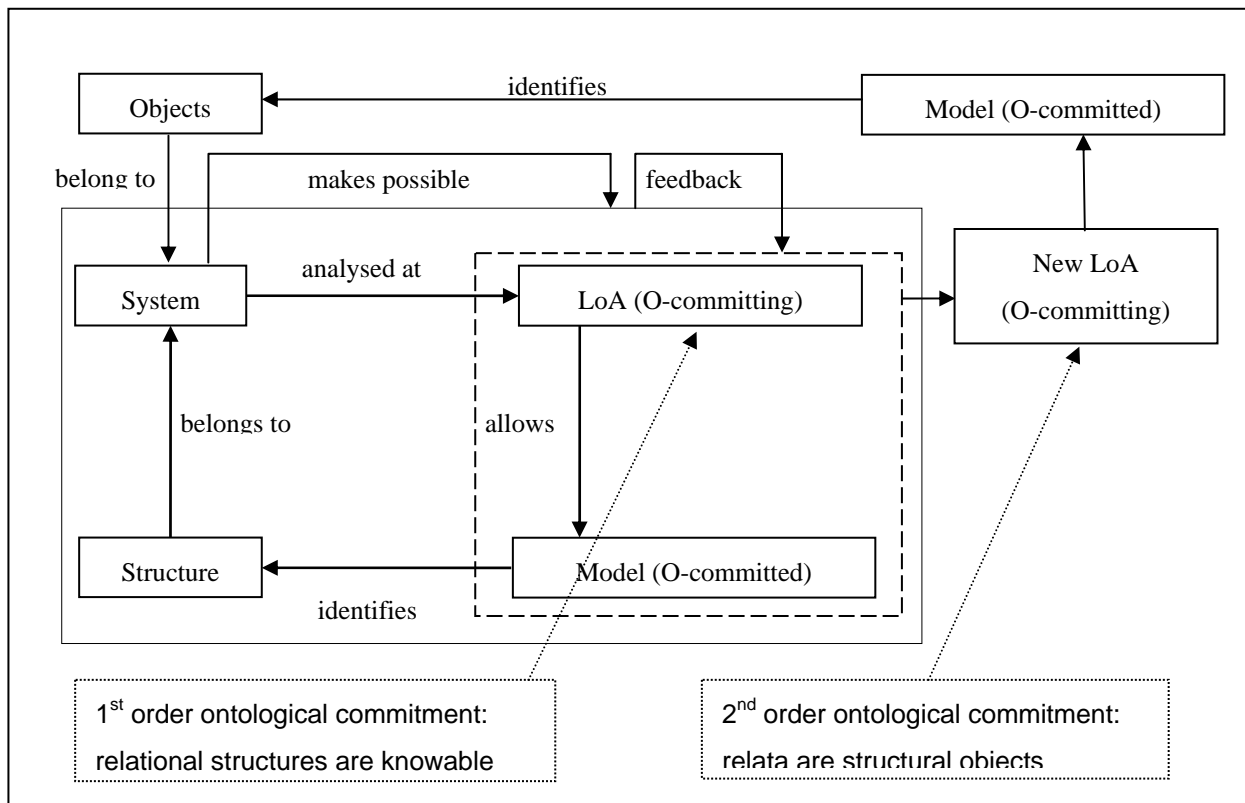 identifies
Objects
Model (O-committed)
belong to
makes possible
feedback
analysed at
System
LoA (O-committing)
New LoA
(O-committing)
belongs to
allows
Structure
Model (O-committed)
identifies
1st order ontological commitment:
relational structures are knowable
2nd order ontological commitment:
relata are structural objects